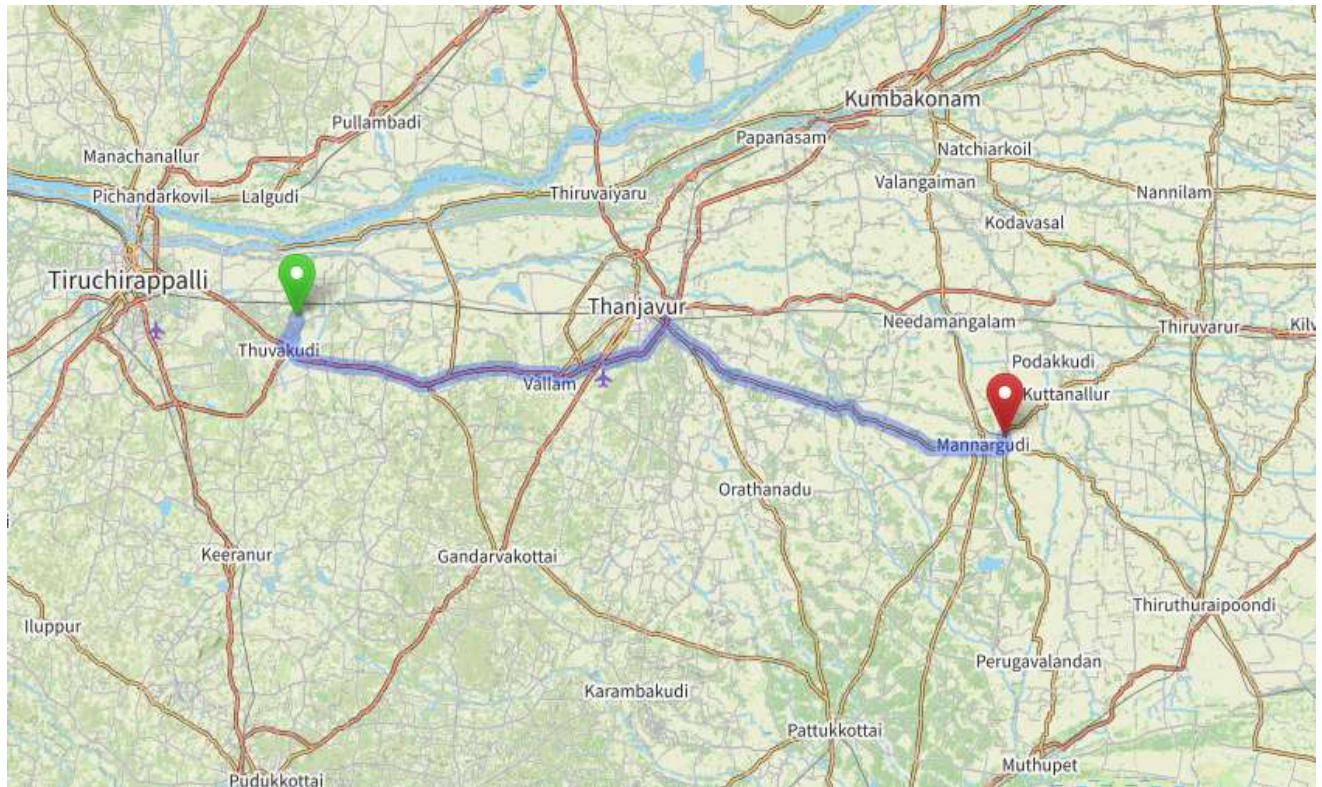 Kumbakonam
Pullambadi
Papanasam
Manachanallur
Natchiarkoil
Valangaiman
Pichandarkovil
Lalgudi
Thiruvaiyaru
Nannilam
Kodavasal
Tiruchirappalli
Thanjavur
Needamangalam
Thiruvarur
Kilv
Thuvakudi
Podakkudi
Vallam
Kuttanallur
Mannargudi
Orathanadu
Keeranur
Gandarvakottai
Thiruthuraipoondi
Iluppur
Perugavalandan
Karambakudi
Pattukkottai
Muthupet
Pudukkottai